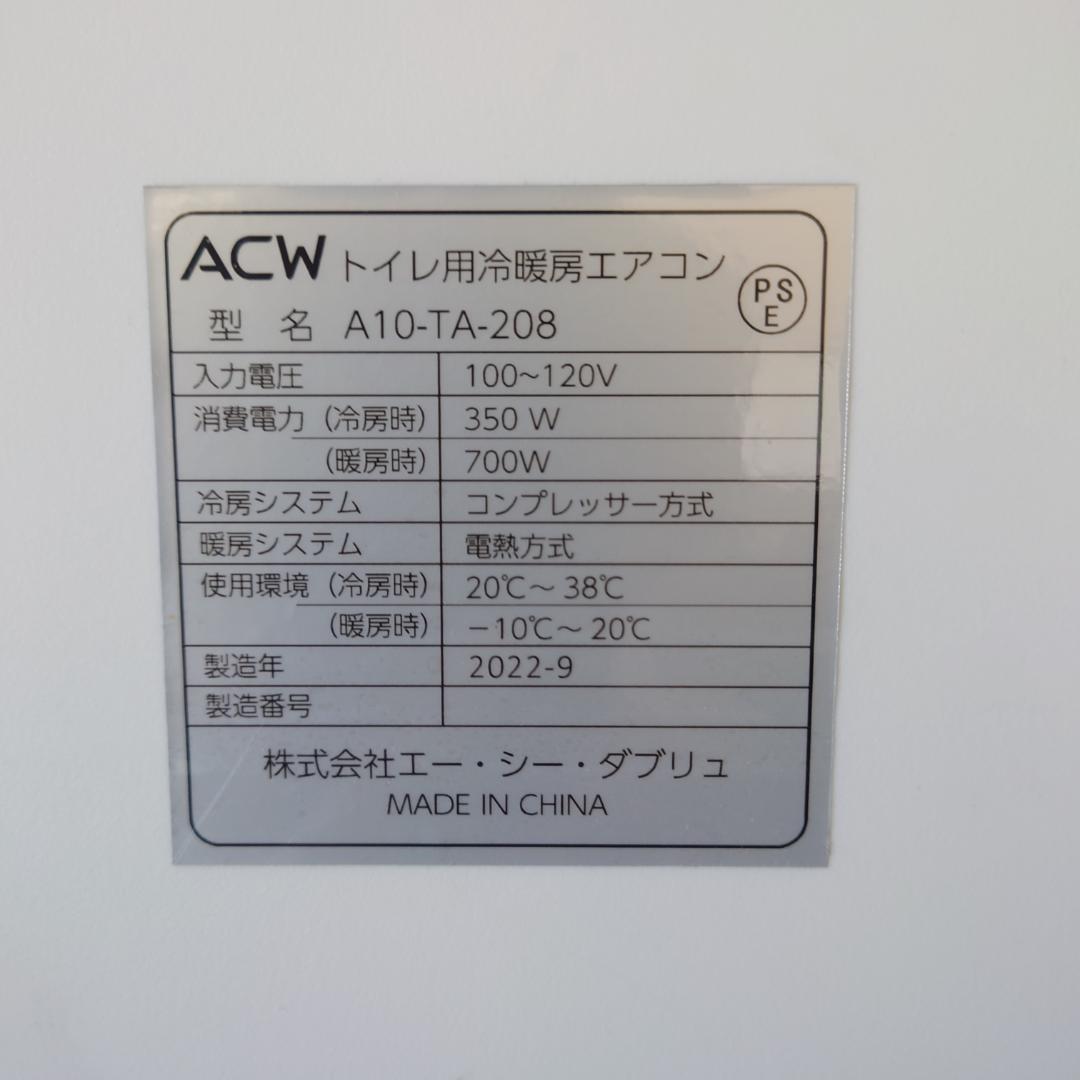 ACW トイレ用冷暖房エアコン
PS
E
型 名 A10-TA-208
入力電圧 100~120V
消費電力（冷房時） 350 W
（暖房時） 700W
冷房システム コンプレッサー方式
暖房システム 電熱方式
使用環境（冷房時） 20℃～38℃
（暖房時） －10℃～20℃
製造年 2022-9
製造番号
株式会社エー・シー・ダブリュ
MADE IN CHINA